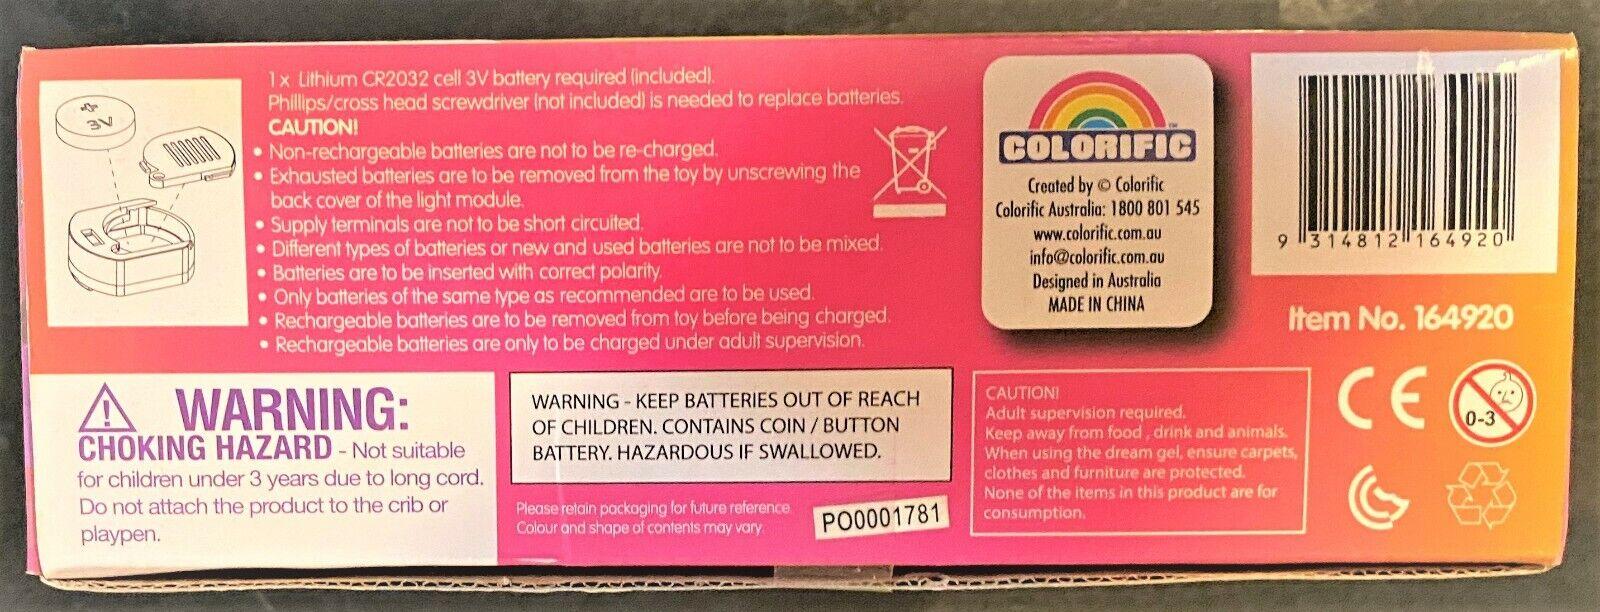 +
3V
1 x Lithium CR2032 cell 3V battery required (included).
Phillips/cross head screwdriver (not included) is needed to replace batteries.
CAUTION!
• Non-rechargeable batteries are not to be re-charged.
• Exhausted batteries are to be removed from the toy by unscrewing the
back cover of the light module.
• Supply terminals are not to be short circuited.
• Different types of batteries or new and used batteries are not to be mixed.
• Batteries are to be inserted with correct polarity.
• Only batteries of the same type as recommended are to be used.
• Rechargeable batteries are to be removed from toy before being charged.
• Rechargeable batteries are only to be charged under adult supervision.
COLORIFIC™
Created by © Colorific
Colorific Australia: 1800 801 545
www.colorific.com.au
info@colorific.com.au
Designed in Australia
MADE IN CHINA
9 314812 164920
Item No. 164920
WARNING:
CHOKING HAZARD - Not suitable
for children under 3 years due to long cord.
Do not attach the product to the crib or
playpen.
WARNING - KEEP BATTERIES OUT OF REACH
OF CHILDREN. CONTAINS COIN / BUTTON
BATTERY. HAZARDOUS IF SWALLOWED.
Please retain packaging for future reference.
Colour and shape of contents may vary.
PO0001781
CAUTION!
Adult supervision required.
Keep away from food , drink and animals.
When using the dream gel, ensure carpets,
clothes and furniture are protected.
None of the items in this product are for
consumption.
CE
0-3